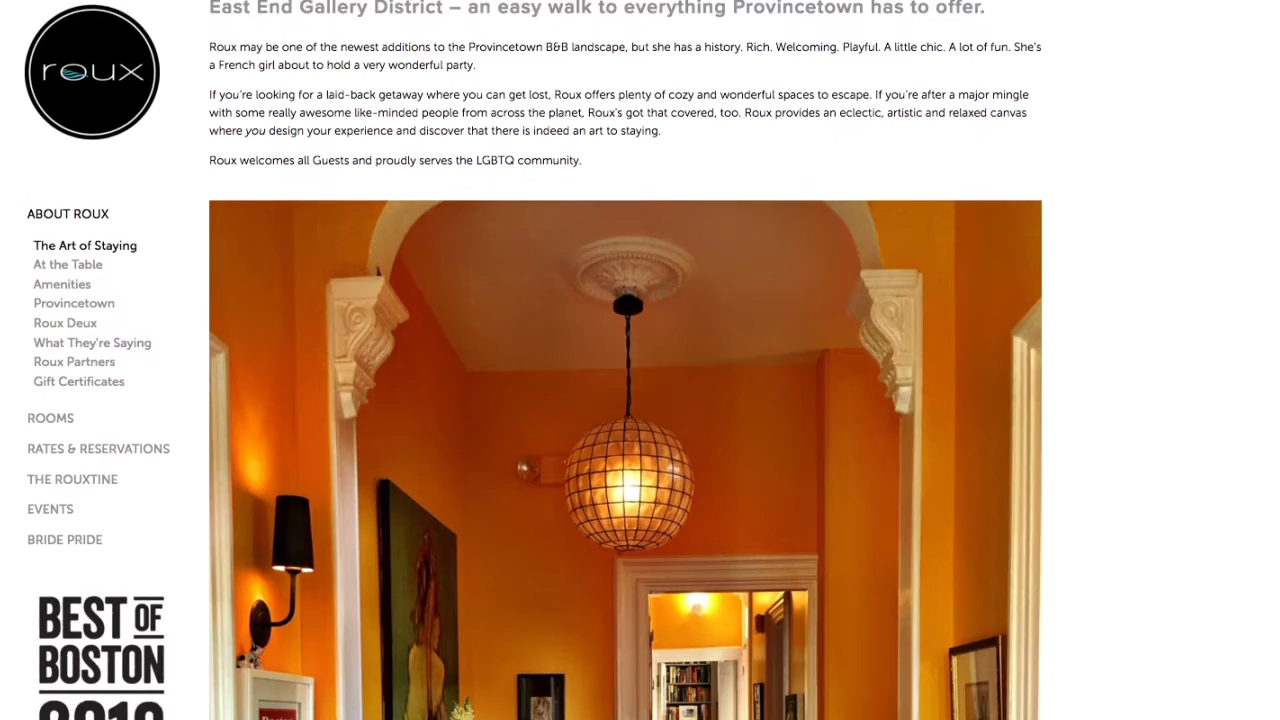 roux
East End Gallery District – an easy walk to everything Provincetown has to offer.
Roux may be one of the newest additions to the Provincetown B&B landscape, but she has a history. Rich. Welcoming. Playful. A little chic. A lot of fun. She's
a French girl about to hold a very wonderful party.
If you're looking for a laid-back getaway where you can get lost, Roux offers plenty of cozy and wonderful spaces to escape. If you're after a major mingle
with some really awesome like-minded people from across the planet, Roux's got that covered, too. Roux provides an eclectic, artistic and relaxed canvas
where you design your experience and discover that there is indeed an art to staying.
Roux welcomes all Guests and proudly serves the LGBTQ community.
ABOUT ROUX
The Art of Staying
At the Table
Amenities
Provincetown
Roux Deux
What They're Saying
Roux Partners
Gift Certificates
ROOMS
RATES & RESERVATIONS
THE ROUXTINE
EVENTS
BRIDE PRIDE
BEST OF
BOSTON